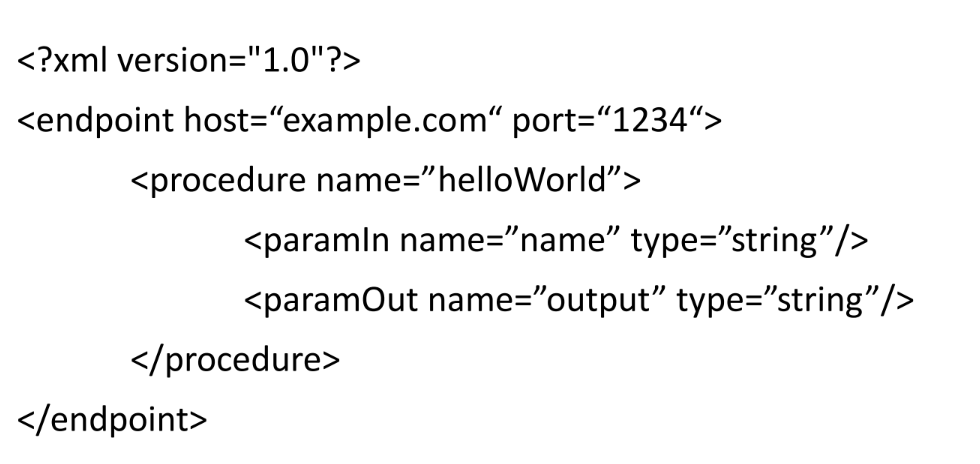 <?xml version="1.0"?>
<endpoint host=“example.com“ port=“1234“>
<procedure name=”helloWorld”>
<paramIn name=”name” type=”string”/>
<paramOut name=”output” type=”string”/>
</procedure>
</endpoint>